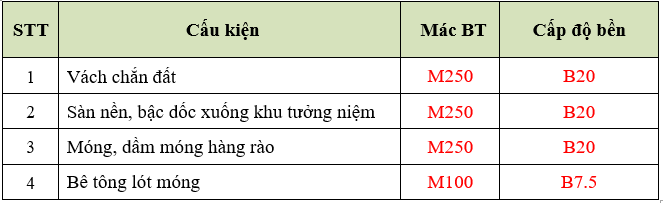 STT Cấu kiện Mác BT Cấp độ bền
1 Vách chắn đất M250 B20
2 Sàn nền, bậc dốc xuống khu tưởng niệm M250 B20
3 Móng, dầm móng hàng rào M250 B20
4 Bê tông lót móng M100 B7.5